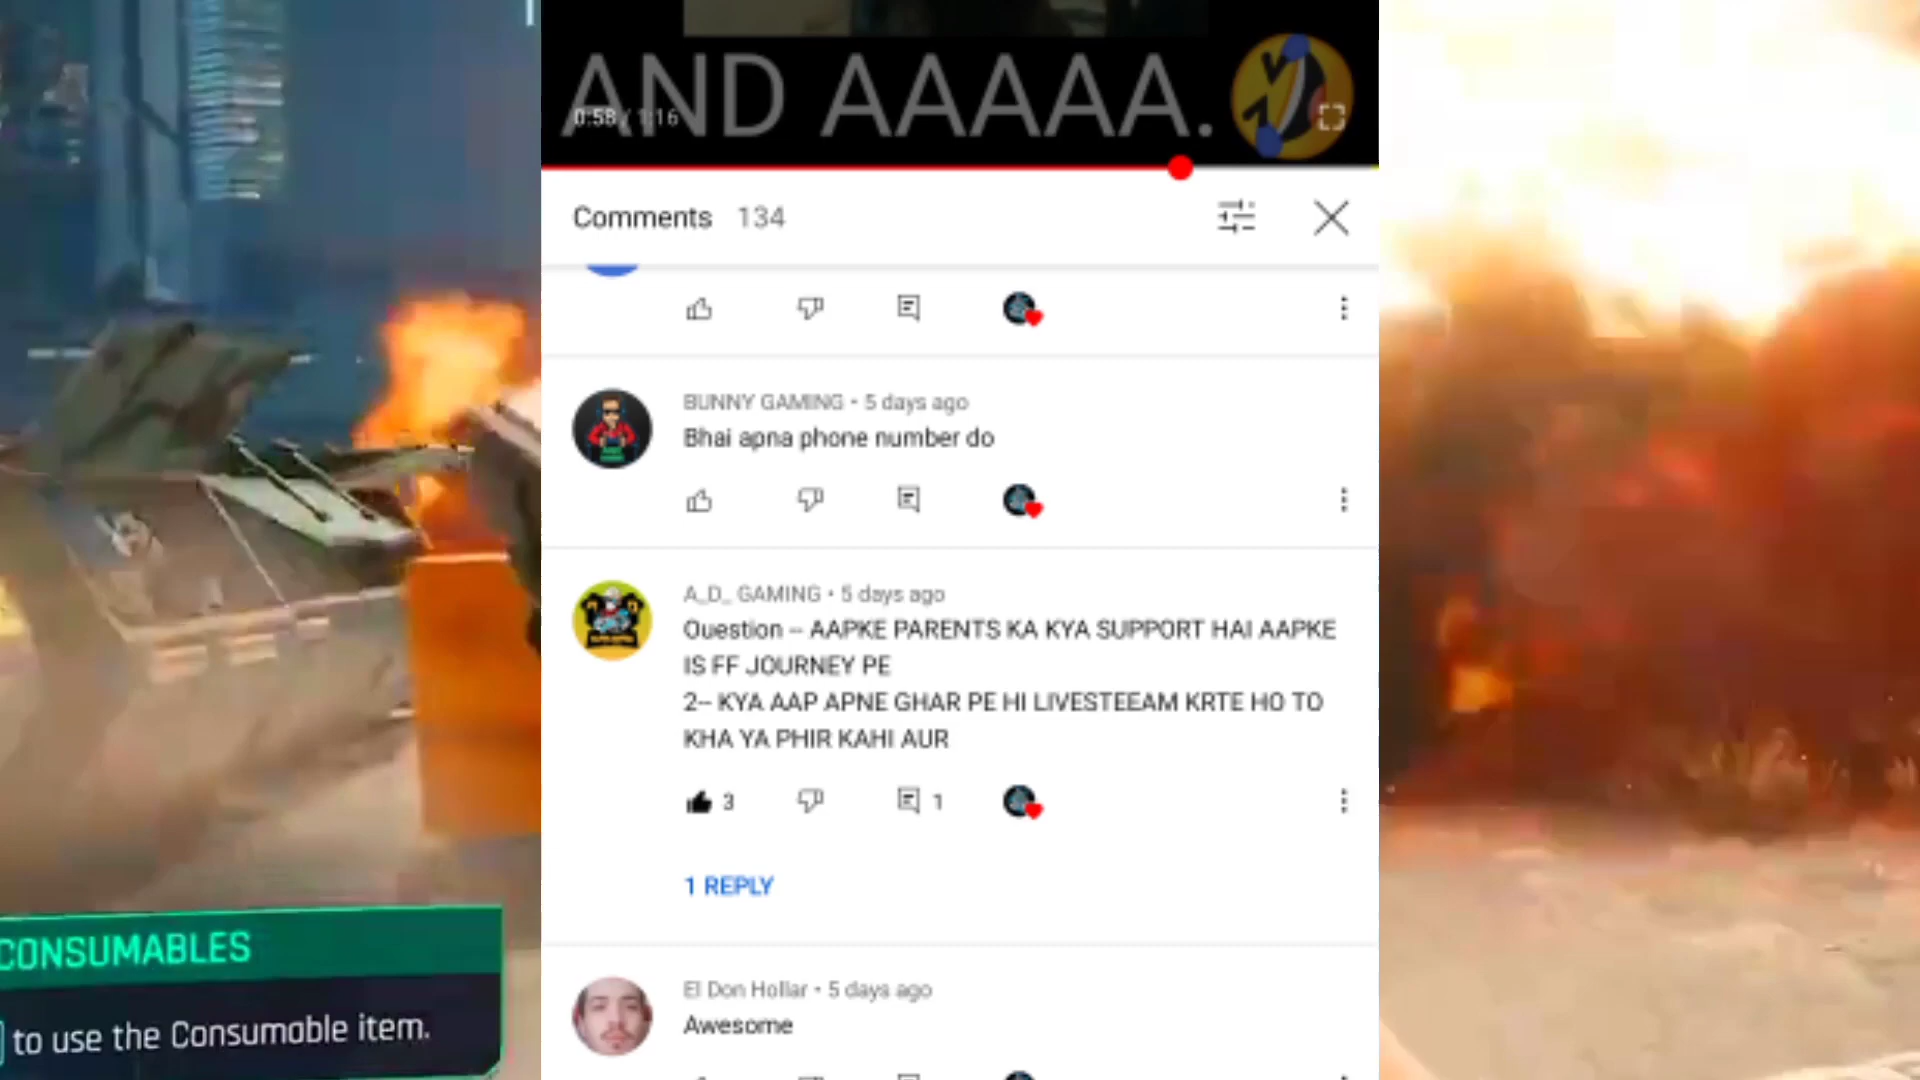 AND AAAAA.
0:58 / 1:16
Comments 134
BUNNY GAMING • 5 days ago
Bhai apna phone number do
A_D_ GAMING • 5 days ago
Question -- AAPKE PARENTS KA KYA SUPPORT HAI AAPKE
IS FF JOURNEY PE
2-- KYA AAP APNE GHAR PE HI LIVESTEEAM KRTE HO TO
KHA YA PHIR KAHI AUR
3
1
1 REPLY
El Don Hollar • 5 days ago
Awesome
CONSUMABLES
to use the Consumable item.